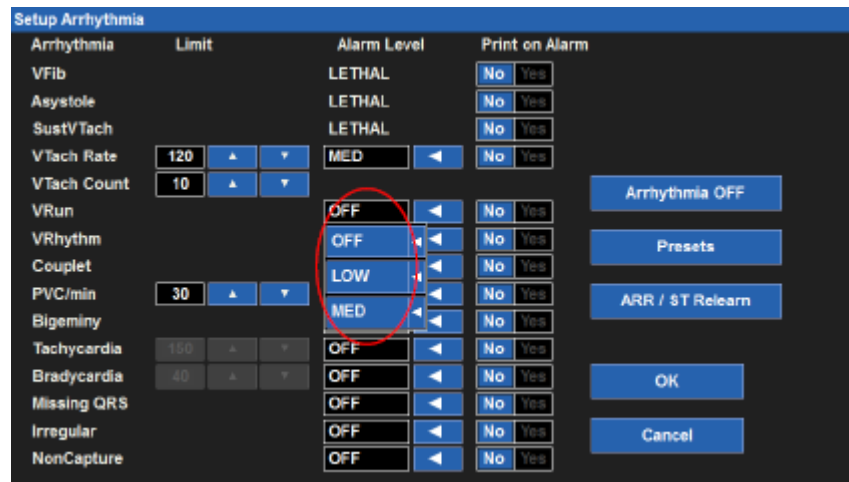 Setup Arrhythmia
Arrhythmia Limit Alarm Level Print on Alarm
VFib LETHAL No Yes
Asystole LETHAL No Yes
SustVTach LETHAL No Yes
VTach Rate 120 MED No Yes
VTach Count 10
Arrhythmia OFF
VRun OFF No Yes
VRhythm OFF No Yes
Presets
Couplet LOW No Yes
PVC/min 30 No Yes
ARR / ST Relearn
Bigeminy MED No Yes
Tachycardia 150 OFF No Yes
Bradycardia 40 OFF No Yes
OK
Missing QRS OFF No Yes
Irregular OFF No Yes
Cancel
NonCapture OFF No Yes